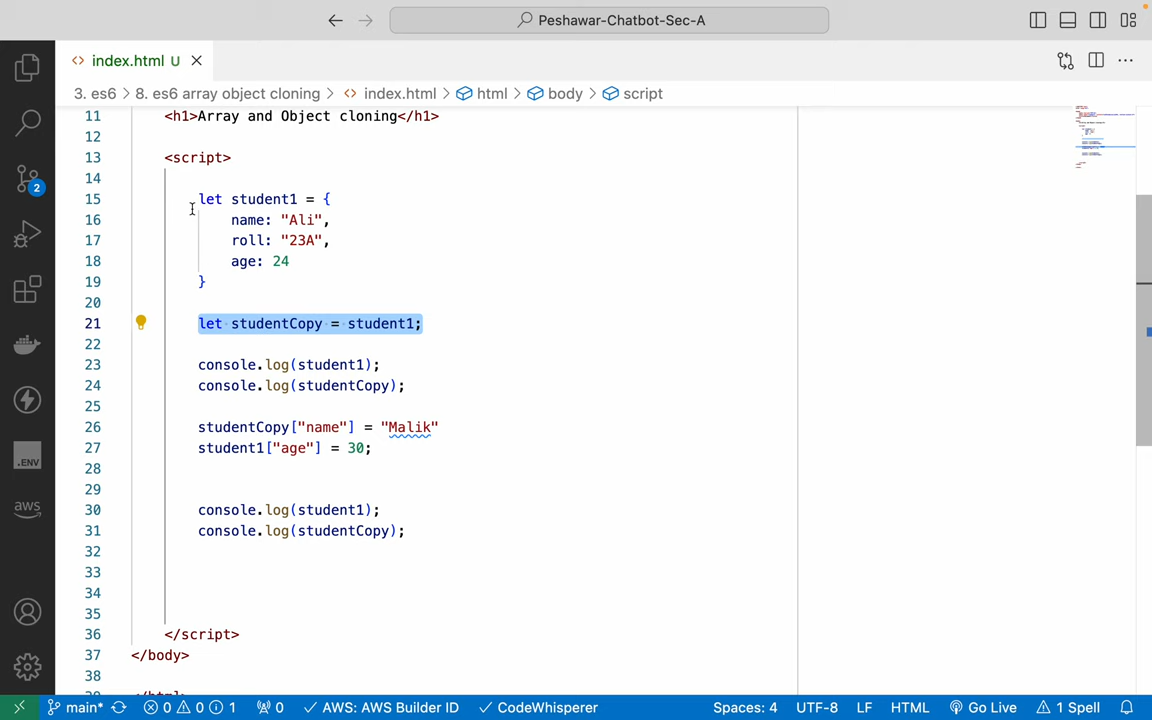 Peshawar-Chatbot-Sec-A
index.html U
3. es6 > 8. es6 array object cloning > index.html > html > body > script
11 <h1>Array and Object cloning</h1>
12
13 <script>
14
15 let student1 = {
16 name: "Ali",
17 roll: "23A",
18 age: 24
19 }
20
21 let studentCopy = student1;
22
23 console.log(student1);
24 console.log(studentCopy);
25
26 studentCopy["name"] = "Malik"
27 student1["age"] = 30;
28
29
30 console.log(student1);
31 console.log(studentCopy);
32
33
34
35
36 </script>
37 </body>
38
2
.ENV
aws
main* 0 0 1 0 AWS: AWS Builder ID CodeWhisperer Spaces: 4 UTF-8 LF HTML Go Live 1 Spell